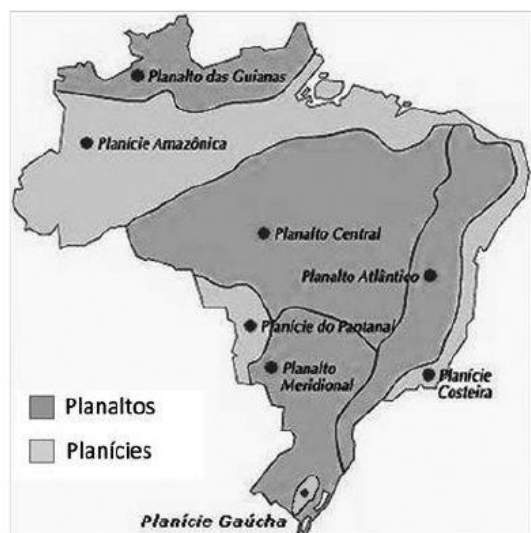 Planalto das Guianas
Planície Amazônica
Planalto Central
Planalto Atlântico
Planície do Pantanal
Planalto
Meridional
Planície
Costeira
Planaltos
Planícies
Planície Gaúcha